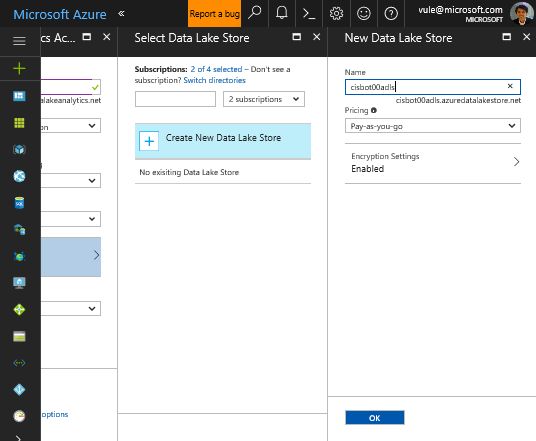 Microsoft Azure
Report a bug
vule@microsoft.com
MICROSOFT
cs Ac...
alakeanalytics.net
on
options
Select Data Lake Store
Subscriptions: 2 of 4 selected – Don't see a
subscription? Switch directories
2 subscriptions
Create New Data Lake Store
No exisiting Data Lake Store
New Data Lake Store
Name
cisbot00adls
cisbot00adls.azuredatalakestore.net
Pricing
Pay-as-you-go
Encryption Settings
Enabled
OK